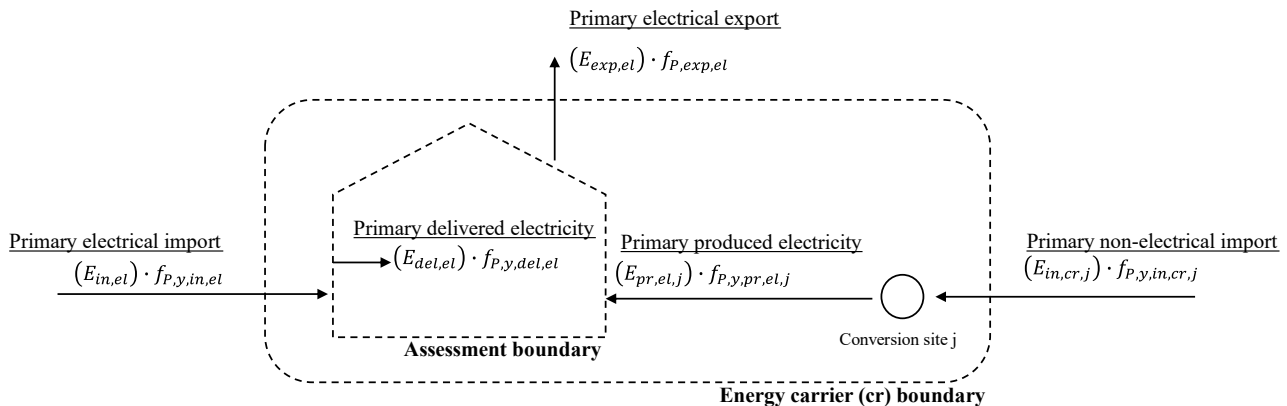 Primary electrical export
(E_{exp,el}) · f_{P,exp,el}
Primary delivered electricity
(E_{del,el}) · f_{P,y,del,el}
Primary electrical import
(E_{in,el}) · f_{P,y,in,el}
Primary produced electricity
(E_{pr,el,j}) · f_{P,y,pr,el,j}
Primary non-electrical import
(E_{in,cr,j}) · f_{P,y,in,cr,j}
Conversion site j
Assessment boundary
Energy carrier (cr) boundary